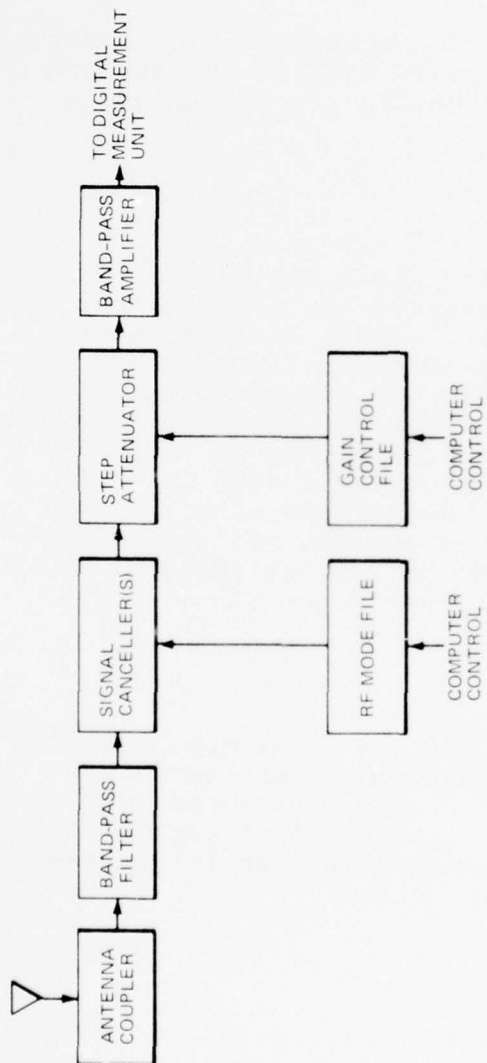 ANTENNA
COUPLER
BAND-PASS
FILTER
SIGNAL
CANCELLER(S)
STEP
ATTENUATOR
BAND-PASS
AMPLIFIER
TO DIGITAL
MEASUREMENT
UNIT
RF MODE FILE
GAIN
CONTROL
FILE
COMPUTER
CONTROL
COMPUTER
CONTROL